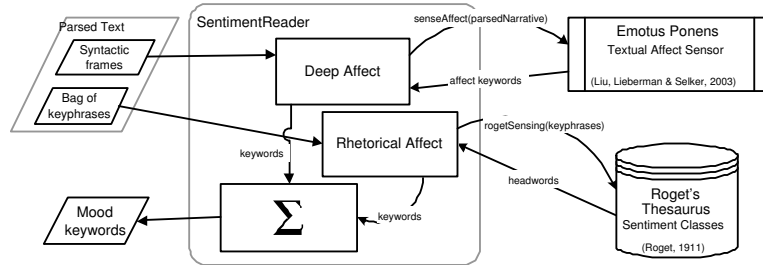 Parsed Text
Syntactic
frames
Bag of
keyphrases
SentimentReader
Deep Affect
senseAffect(parsedNarrative)
affect keywords
Emotus Ponens
Textual Affect Sensor
(Liu, Lieberman & Selker, 2003)
keywords
Rhetorical Affect
rogetSensing(keyphrases)
headwords
keywords
Σ
Mood
keywords
Roget's
Thesaurus
Sentiment Classes
(Roget, 1911)